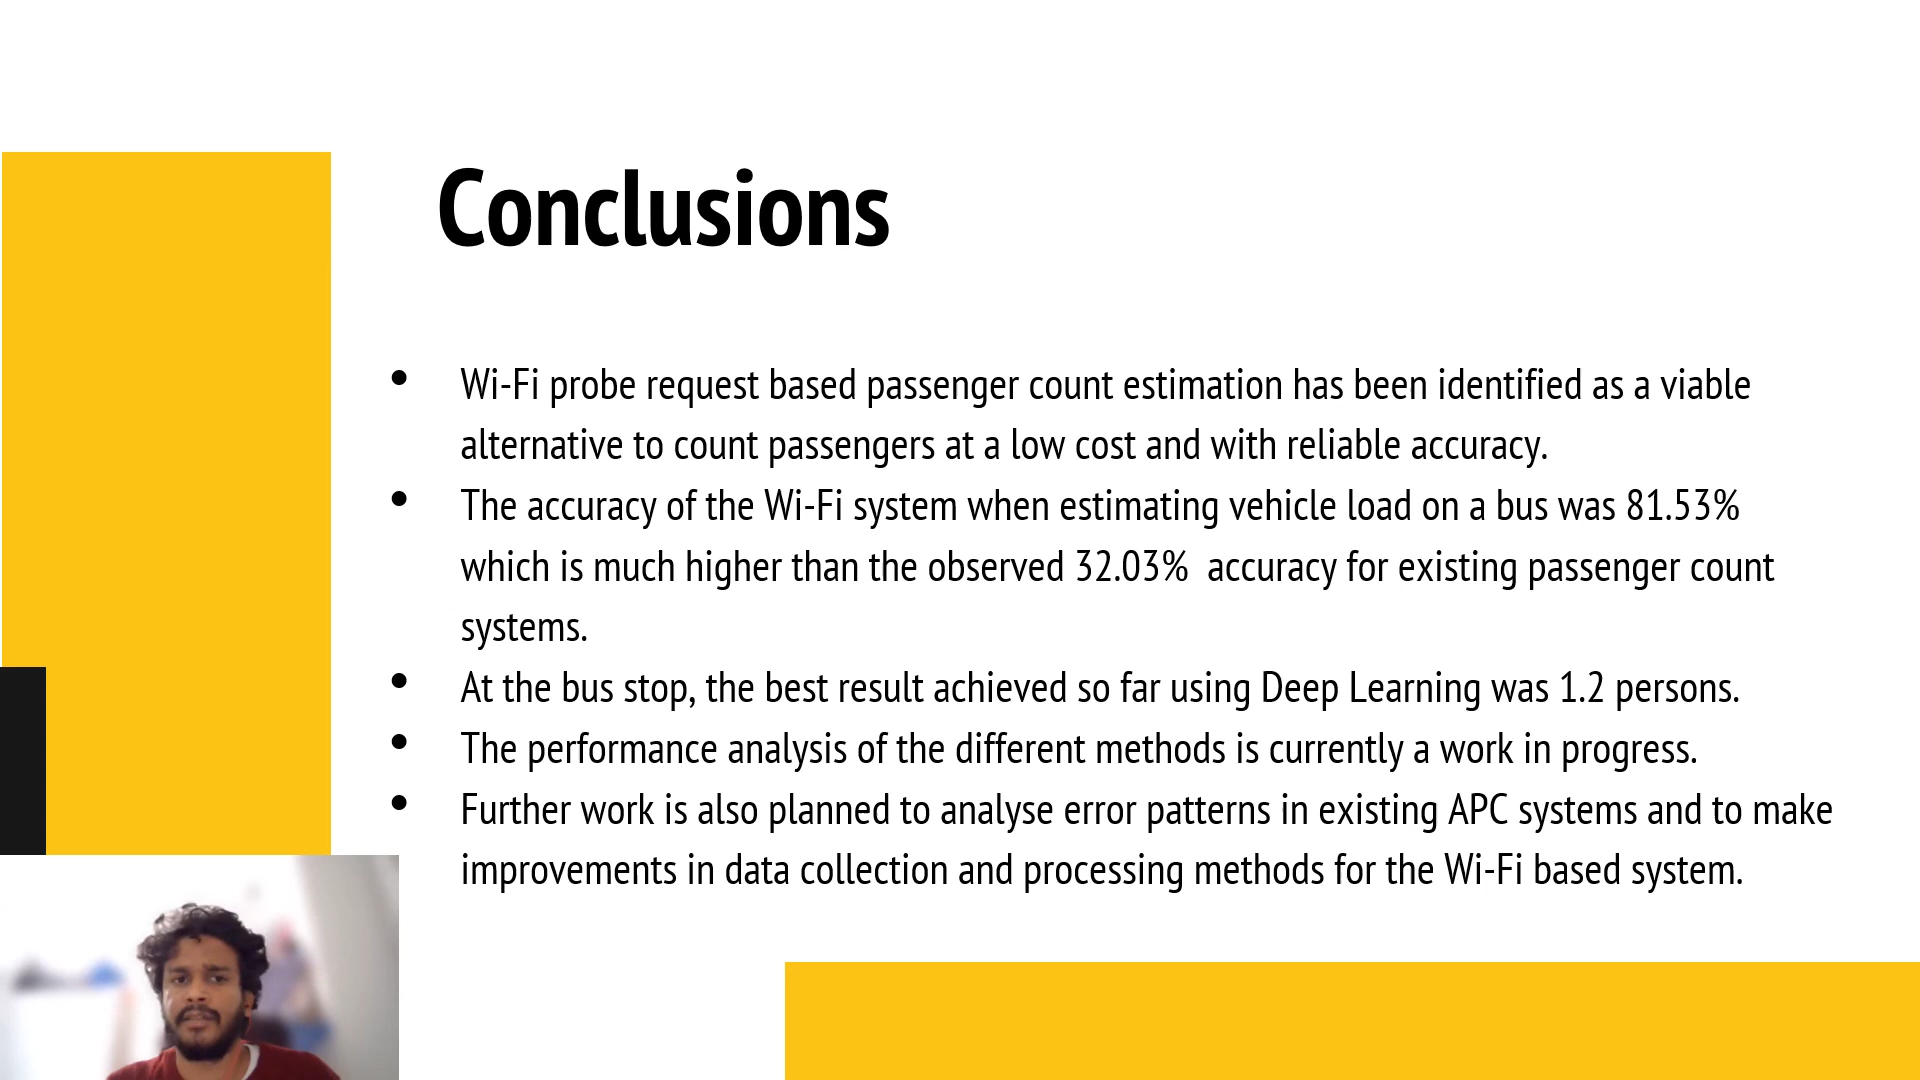 Conclusions
• Wi-Fi probe request based passenger count estimation has been identified as a viable
alternative to count passengers at a low cost and with reliable accuracy.
• The accuracy of the Wi-Fi system when estimating vehicle load on a bus was 81.53%
which is much higher than the observed 32.03%  accuracy for existing passenger count
systems.
• At the bus stop, the best result achieved so far using Deep Learning was 1.2 persons.
• The performance analysis of the different methods is currently a work in progress.
• Further work is also planned to analyse error patterns in existing APC systems and to make
improvements in data collection and processing methods for the Wi-Fi based system.